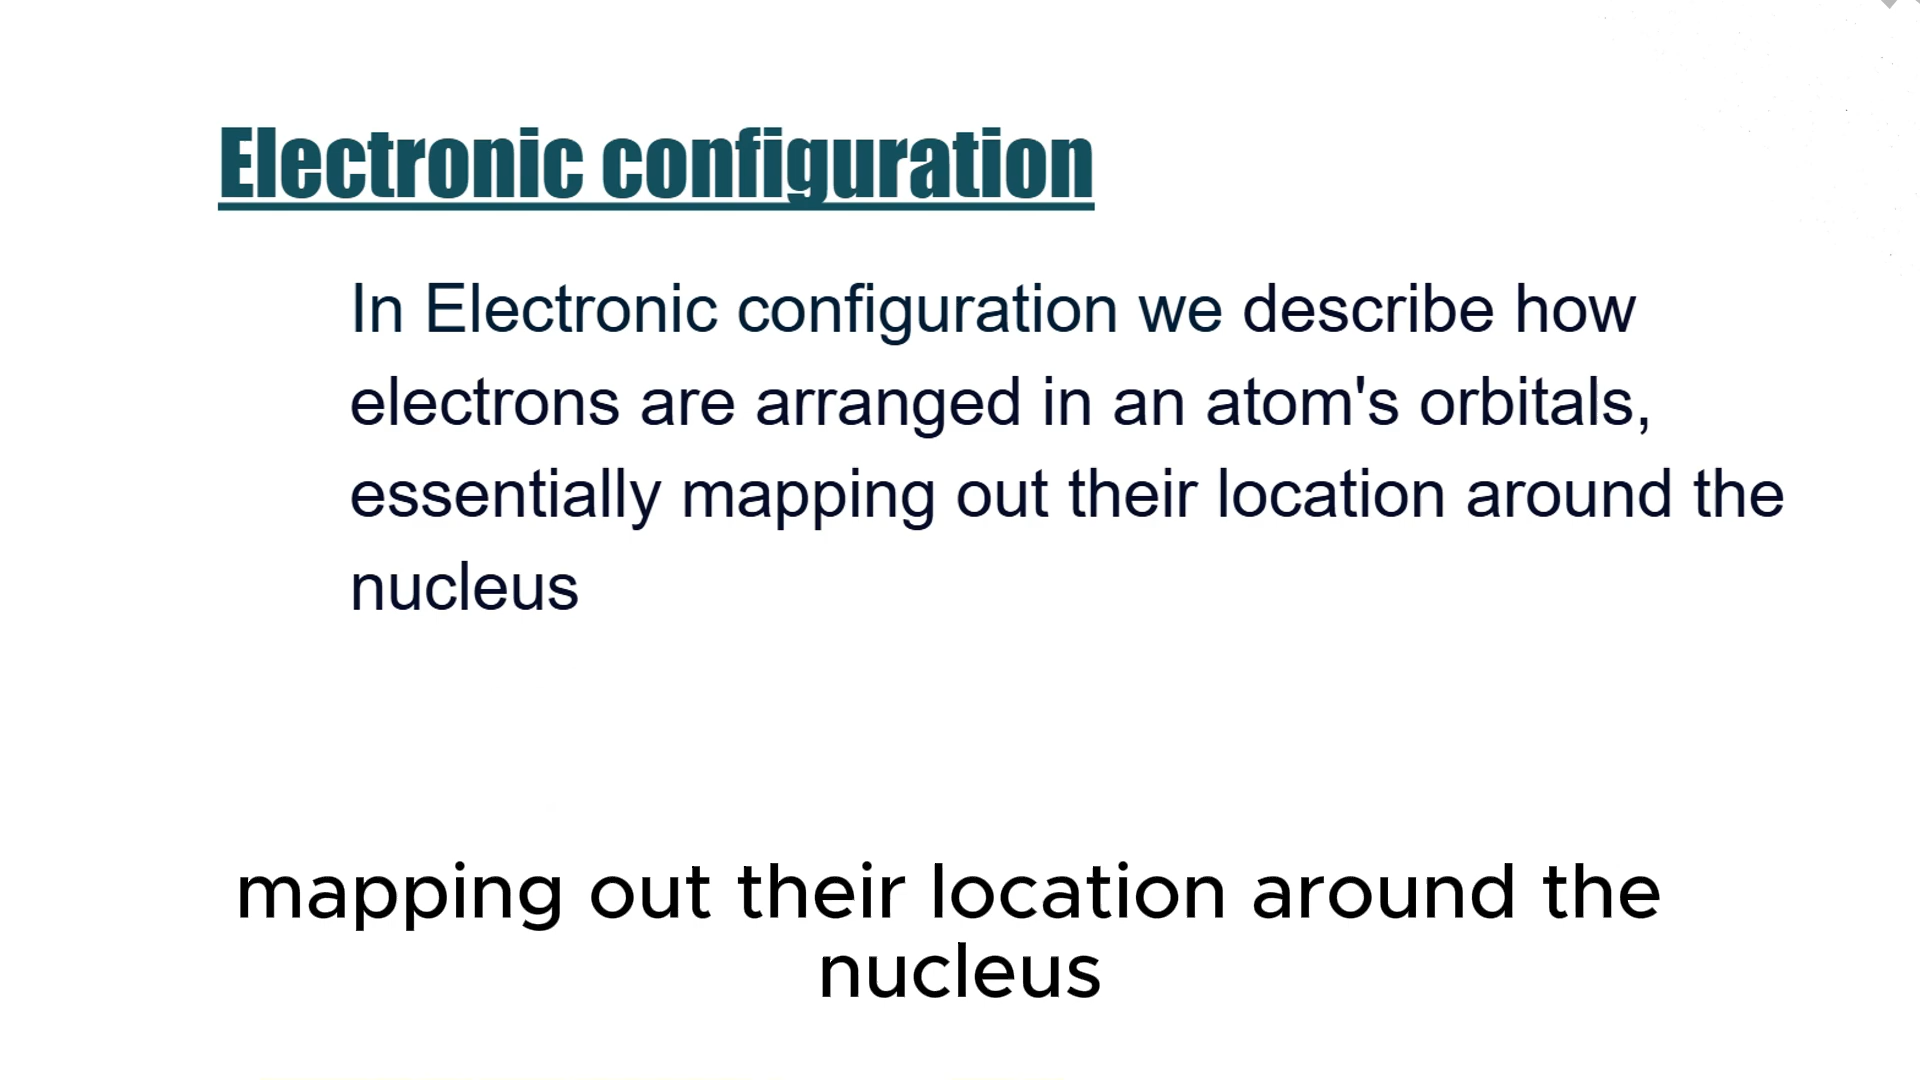 Electronic configuration
In Electronic configuration we describe how
electrons are arranged in an atom's orbitals,
essentially mapping out their location around the
nucleus
mapping out their location around the
nucleus